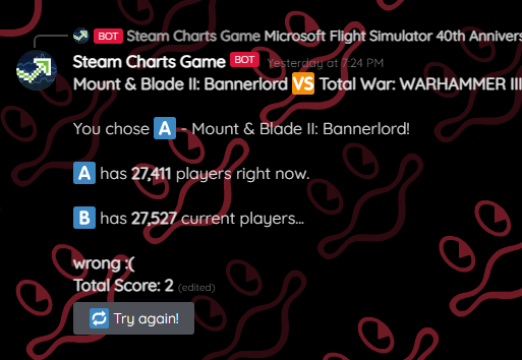 BOT Steam Charts Game Microsoft Flight Simulator 40th Annivers
Steam Charts Game BOT Yesterday at 7:24 PM
Mount & Blade II: Bannerlord VS Total War: WARHAMMER III
You chose A - Mount & Blade II: Bannerlord!
A has 27,411 players right now.
B has 27,527 current players...
wrong :(
Total Score: 2 (edited)
Try again!